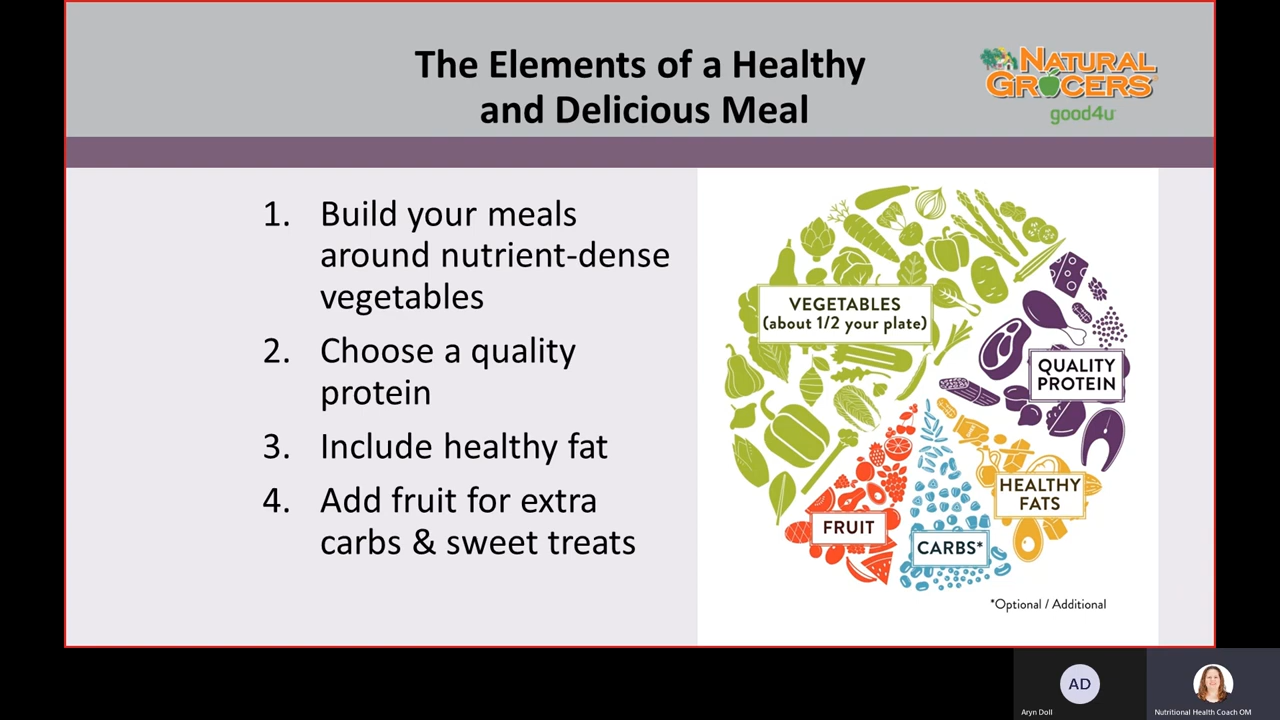 The Elements of a Healthy
and Delicious Meal
NATURAL
GROCERS
good4u
1. Build your meals
around nutrient-dense
vegetables
2. Choose a quality
protein
3. Include healthy fat
4. Add fruit for extra
carbs & sweet treats
VEGETABLES
(about 1/2 your plate)
QUALITY
PROTEIN
HEALTHY
FATS
FRUIT
CARBS*
*Optional / Additional
AD
Aryn Doll
Nutritional Health Coach OM